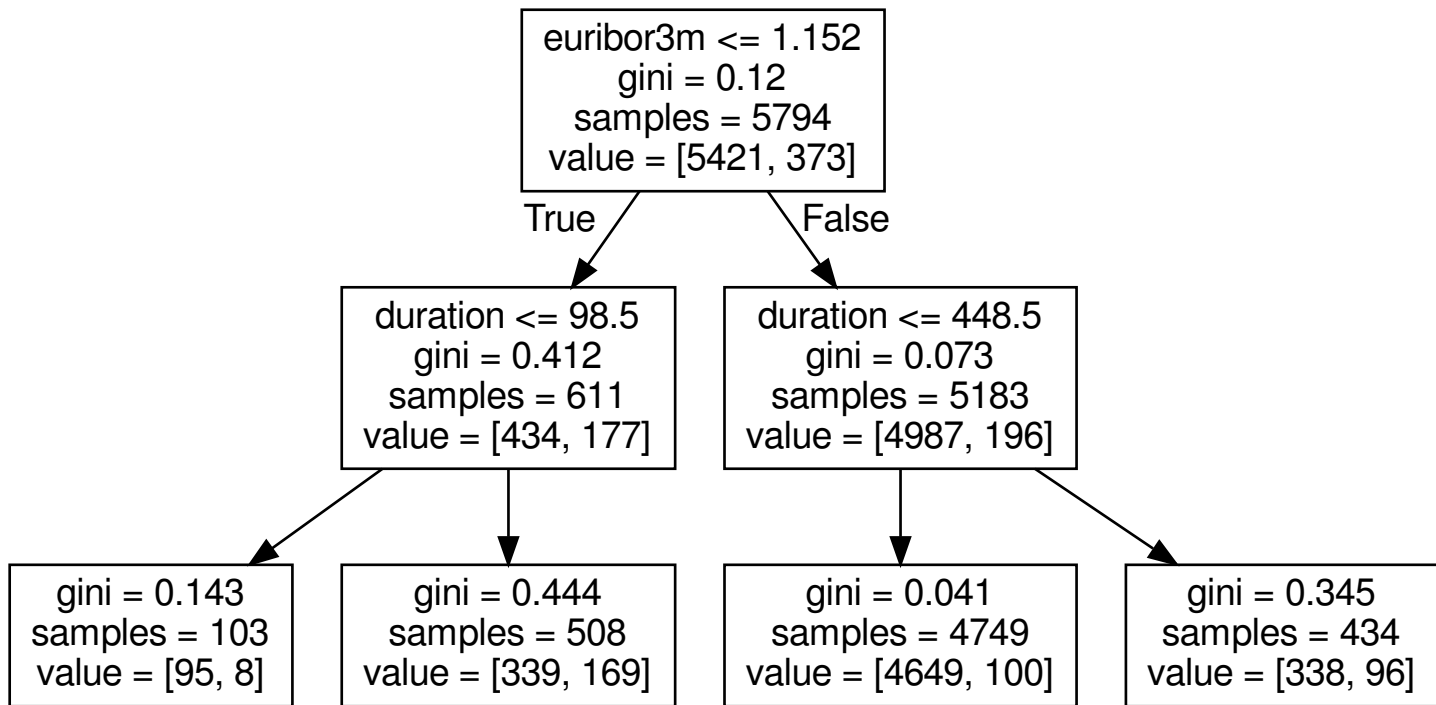 euribor3m <= 1.152
gini = 0.12
samples = 5794
value = [5421, 373]
True
False
duration <= 98.5
gini = 0.412
samples = 611
value = [434, 177]
duration <= 448.5
gini = 0.073
samples = 5183
value = [4987, 196]
gini = 0.143
samples = 103
value = [95, 8]
gini = 0.444
samples = 508
value = [339, 169]
gini = 0.041
samples = 4749
value = [4649, 100]
gini = 0.345
samples = 434
value = [338, 96]